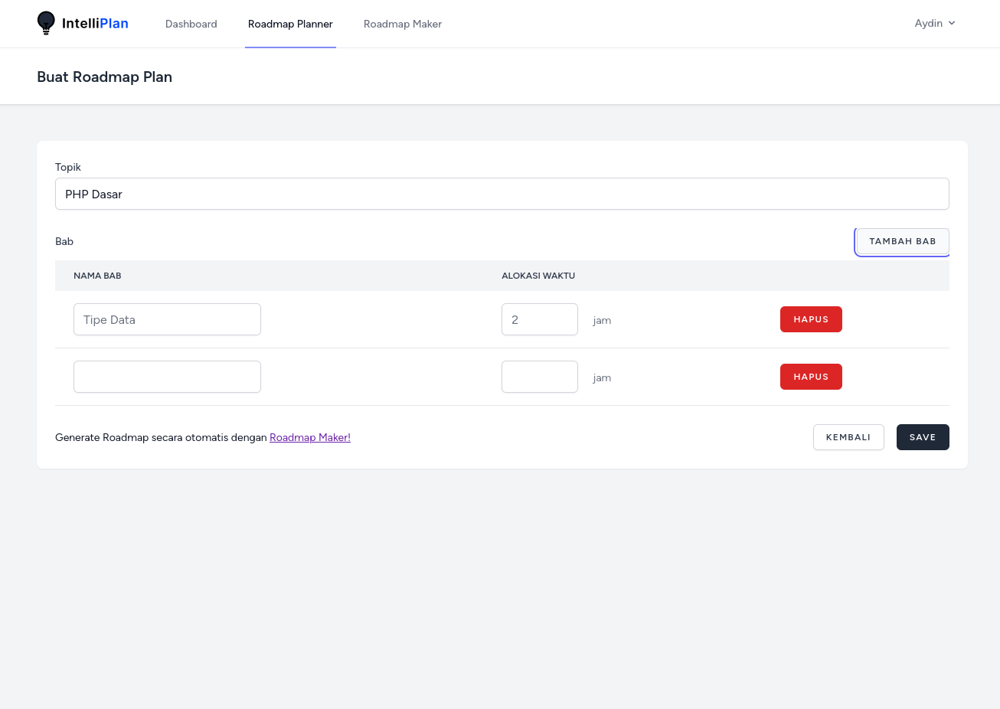 IntelliPlan Dashboard Roadmap Planner Roadmap Maker Aydin
Buat Roadmap Plan
Topik
PHP Dasar
Bab TAMBAH BAB
NAMA BAB ALOKASI WAKTU
Tipe Data 2 jam HAPUS
jam HAPUS
Generate Roadmap secara otomatis dengan Roadmap Maker! KEMBALI SAVE